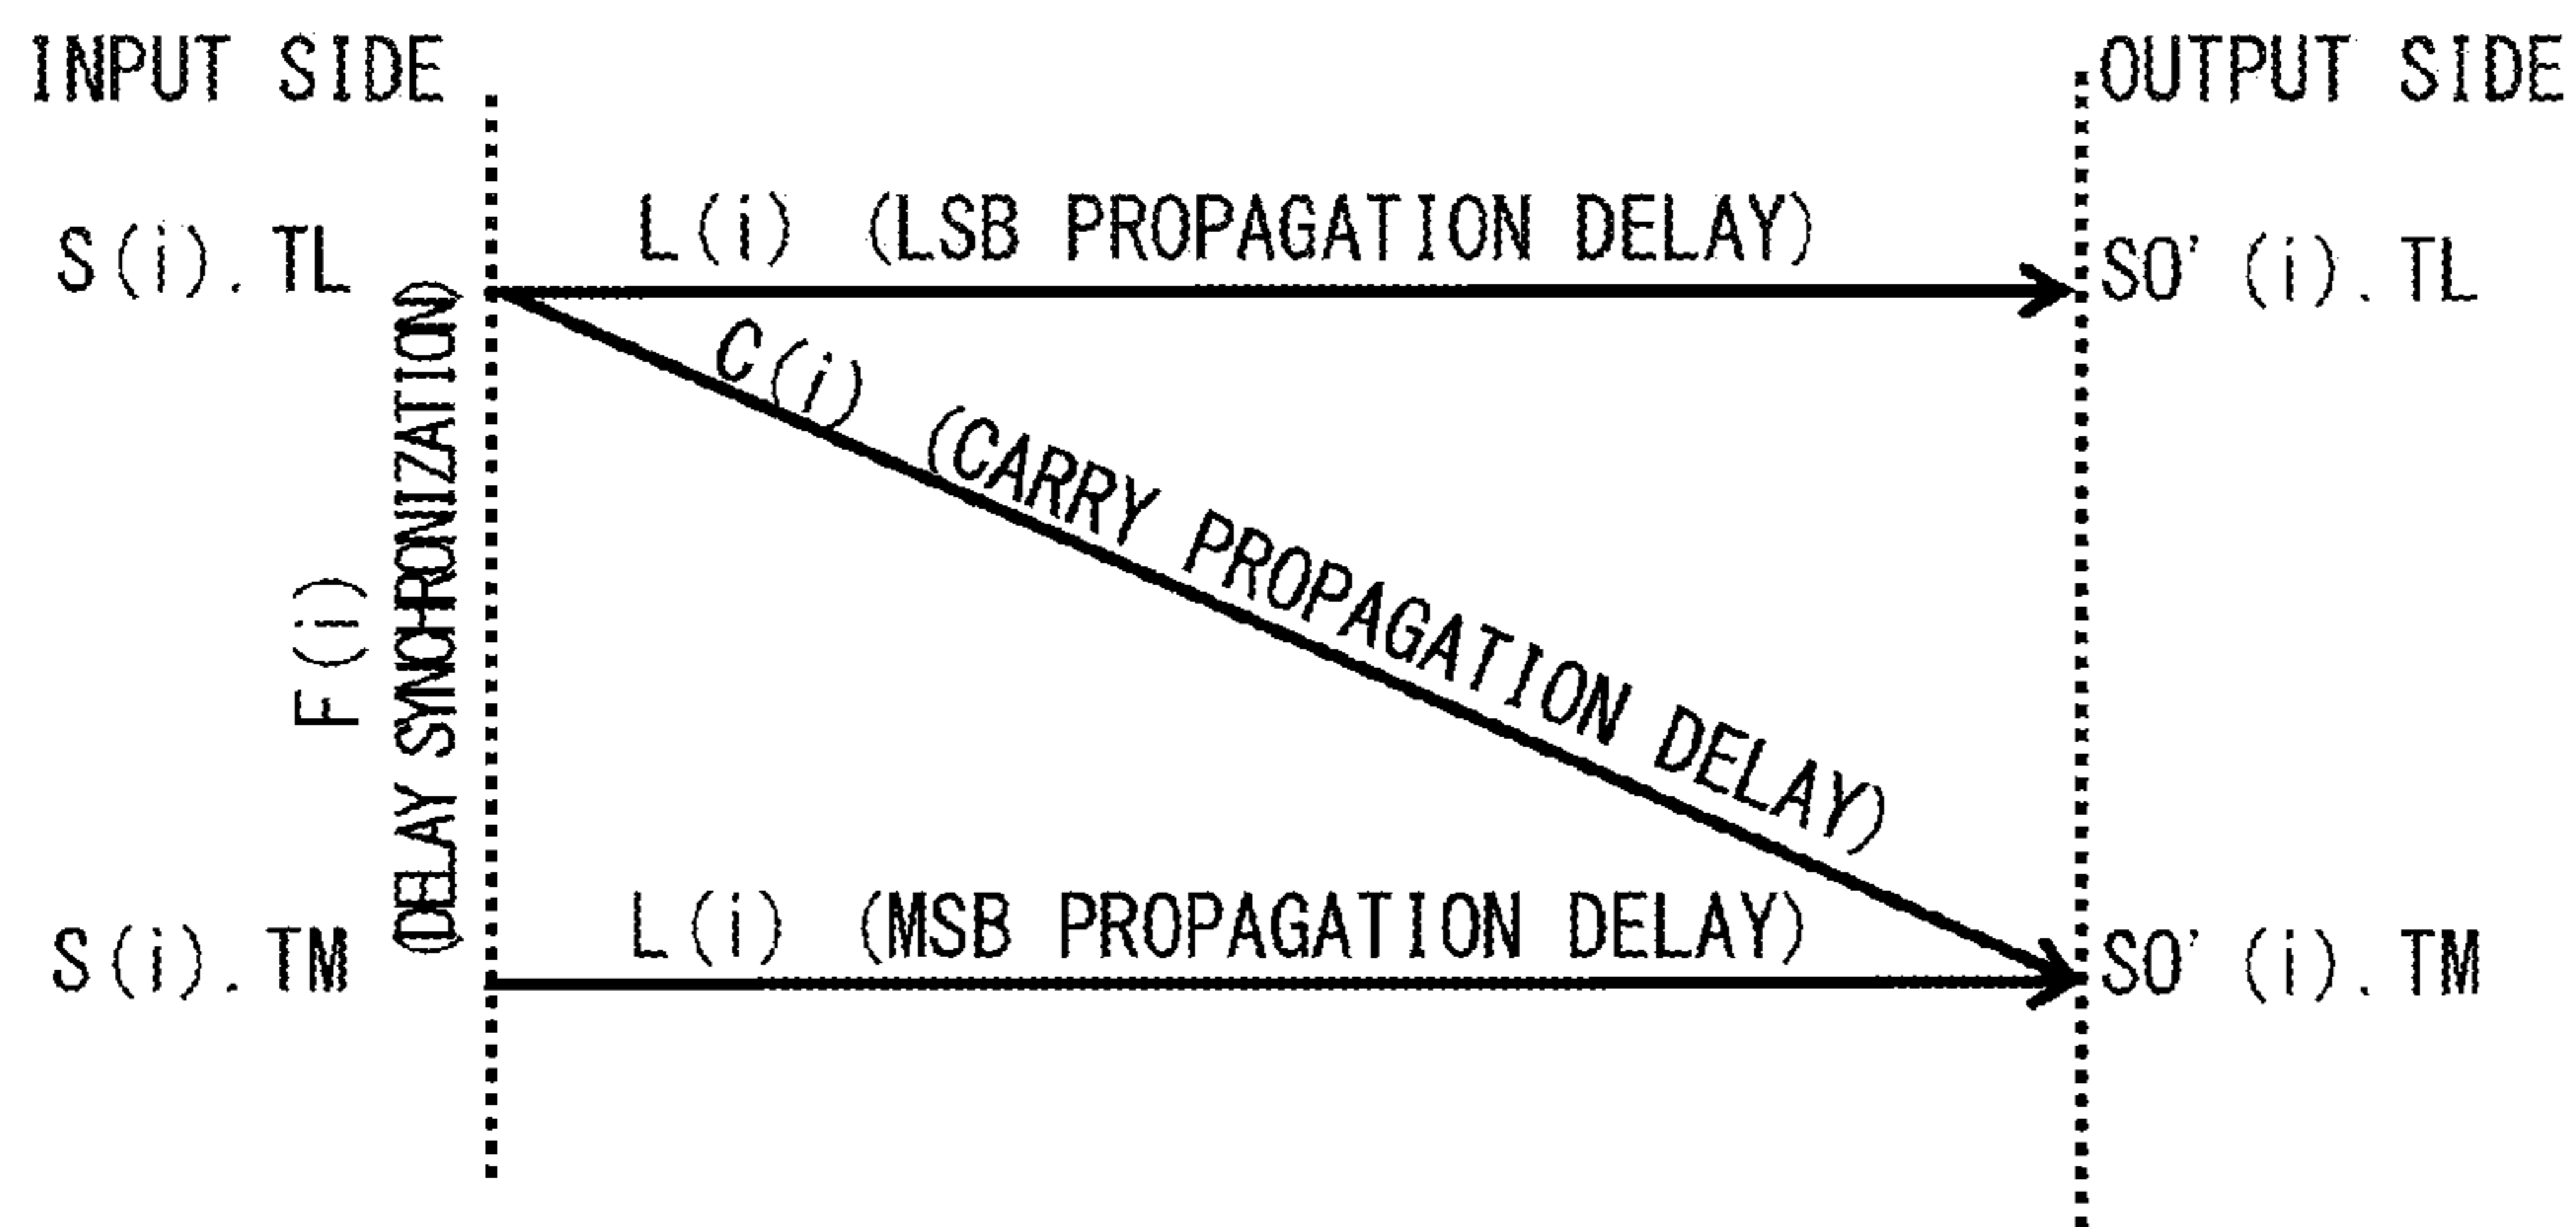 INPUT SIDE
OUTPUT SIDE
S(i).TL
L(i) (LSB PROPAGATION DELAY)
SO'(i).TL
C(i) (CARRY PROPAGATION DELAY)
F(i)
(DELAY SYNCHRONIZATION)
S(i).TM
L(i) (MSB PROPAGATION DELAY)
SO'(i).TM